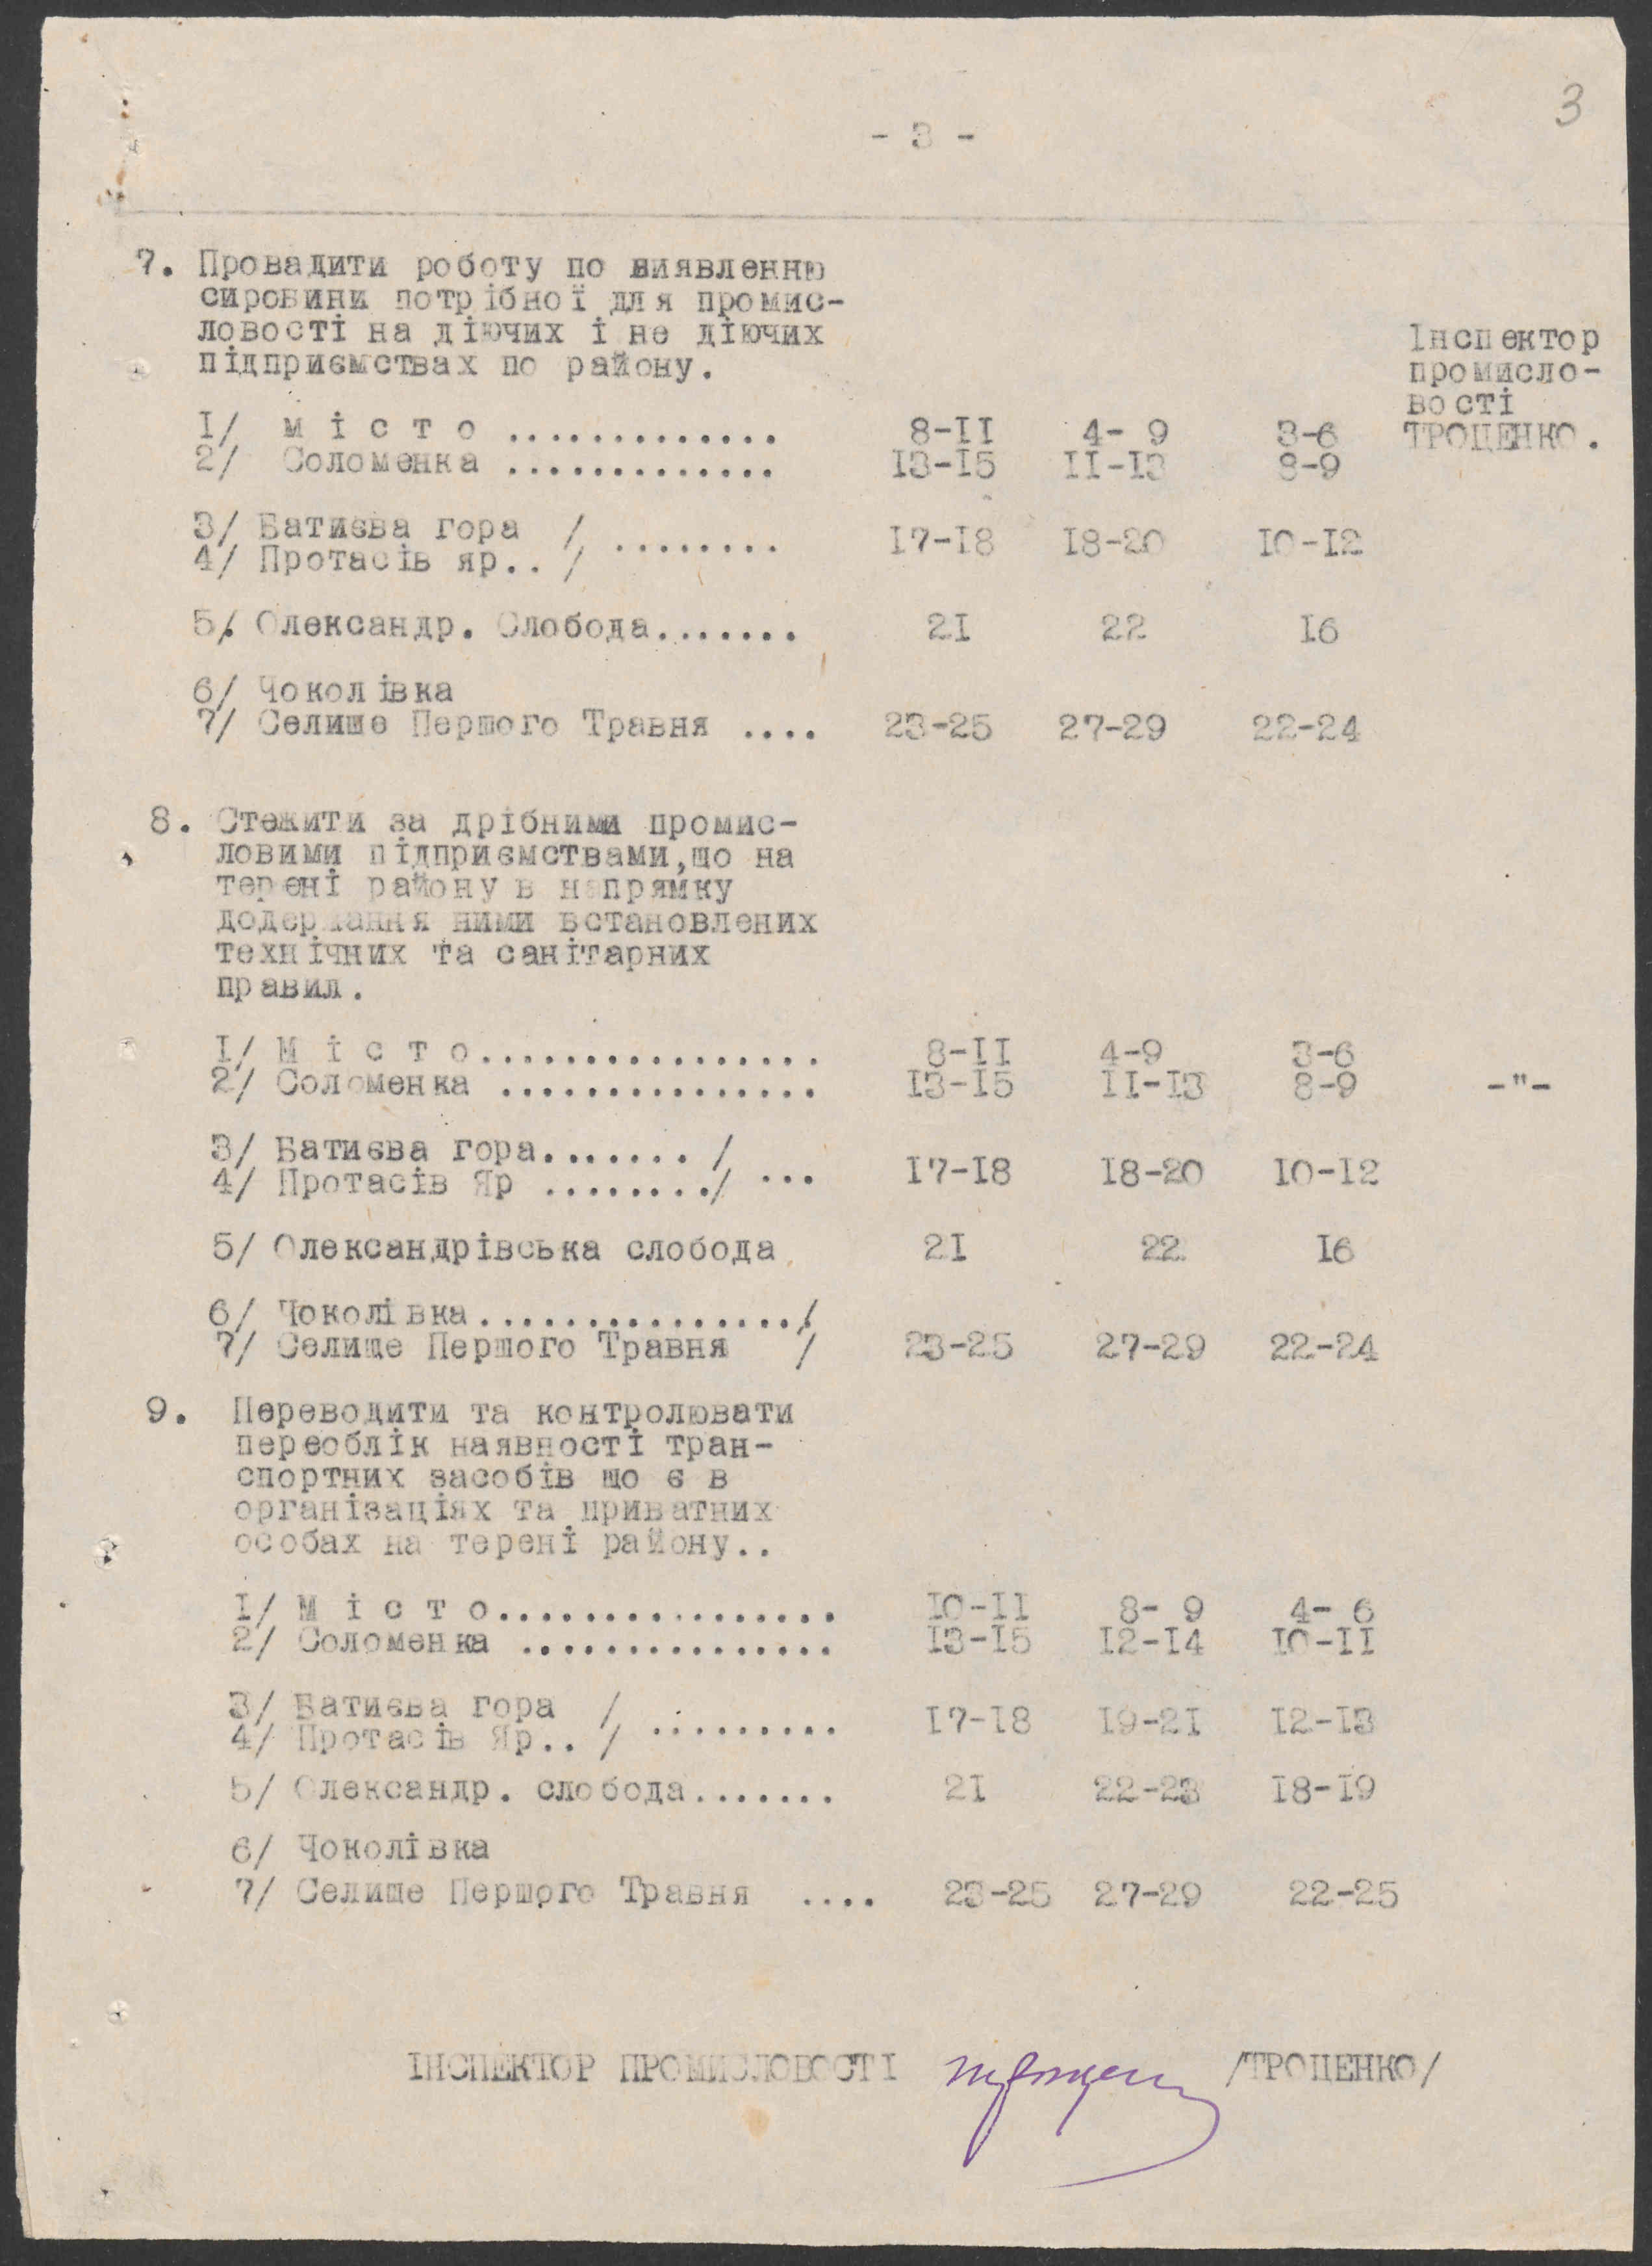 3
- 3 -
7. Провадити роботу по виявленню
сировини потрібної для промис-
ловості на діючих і не діючих
підприємствах по району.
Інспектор
промисло-
вості
ТРОЦЕНКО.
I/ м і с т о ............. 8-II 4- 9 3-6
2/ Соломенка ............. I3-I5 II-I3 8-9
3/ Батиєва гора /
4/ Протасів яр.. / ........ I7-I8 I8-20 I0-I2
5/. Олександр. Слобода....... 2I 22 I6
6/ Чоколівка
7/ Селише Першого Травня .... 23-25 27-29 22-24
8. Стежити за дрібними промис-
ловими підприємствами,що на
терені району в напрямку
додержання ними встановлених
технічних та санітарних
правил.
I/ М і с т о................. 8-II 4-9 3-6
2/ Соломенка ............... I3-I5 II-I3 8-9 -"-
3/ Батиєва гора....... /
4/ Протасів Яр ......../ ... I7-I8 I8-20 I0-I2
5/ Олександрівська слобода 2I 22 I6
6/ Чоколівка................/
7/ Селище Першого Травня / 23-25 27-29 22-24
9. Переводити та контролювати
переоблік наявності тран-
спортних засобів що є в
організаціях та приватних
особах на терені району..
I/ М і с т о................. I0-II 8- 9 4- 6
2/ Соломенка ............... I3-I5 I2-I4 I0-II
3/ Батиєва гора /
4/ Протасів Яр.. / ......... I7-I8 I9-2I I2-I3
5/ Олександр. слобода....... 2I 22-23 I8-I9
6/ Чоколівка
7/ Селише Першого Травня .... 23-25 27-29 22-25
ІНСПЕКТОР ПРОМИСЛОВОСТІ /ТРОЦЕНКО/